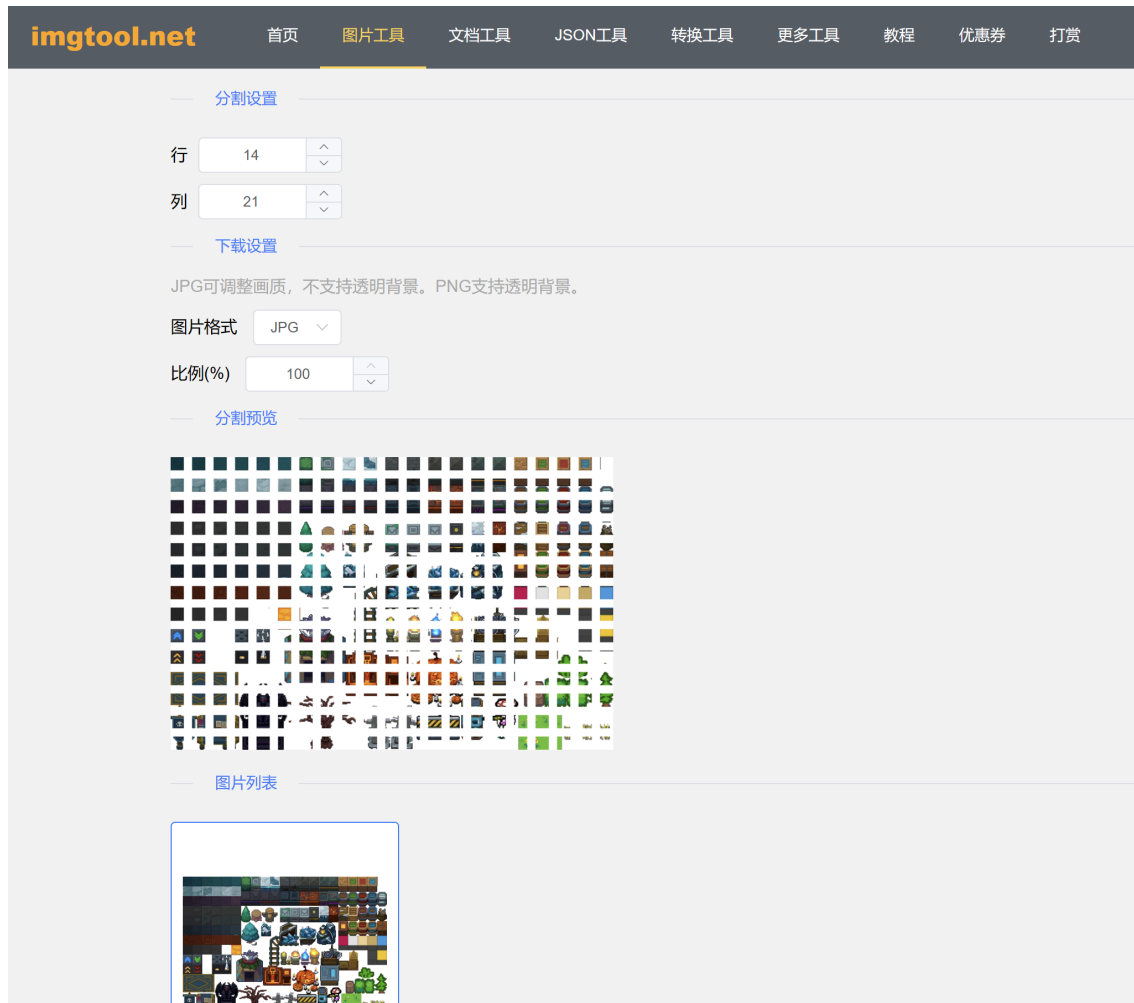 imgtool.net 首页 图片工具 文档工具 JSON工具 转换工具 更多工具 教程 优惠券 打赏
分割设置
行 14
列 21
下载设置
JPG可调整画质，不支持透明背景。PNG支持透明背景。
图片格式 JPG
比例(%) 100
分割预览
图片列表